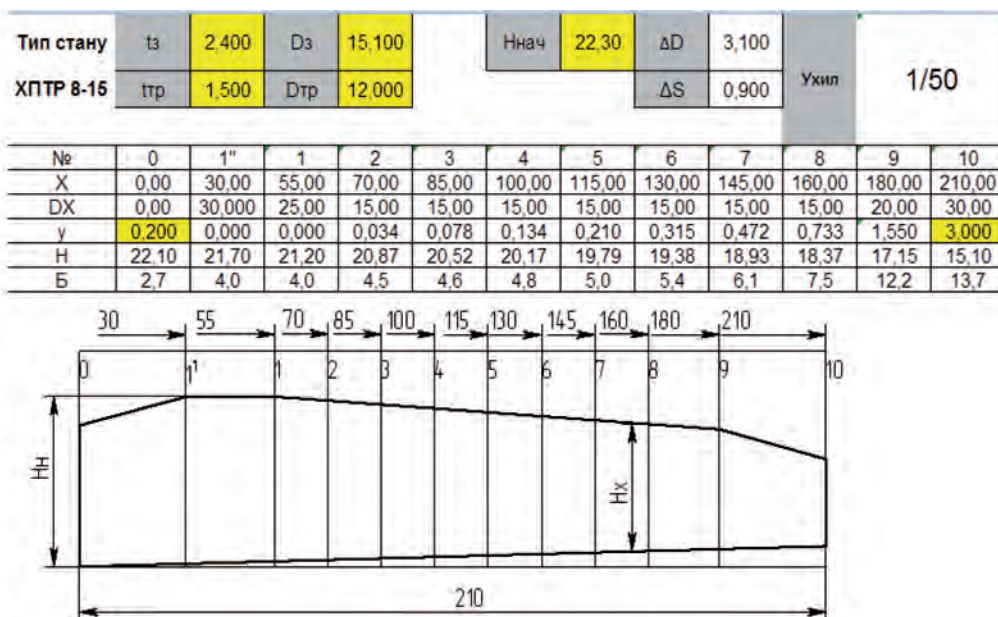 Тип стану tз 2,400 Dз 15,100 Ннач 22,30 ΔD 3,100 Ухил 1/50
ХПТР 8-15 tтр 1,500 Dтр 12,000 ΔS 0,900
№ 0 1" 1 2 3 4 5 6 7 8 9 10
X 0,00 30,00 55,00 70,00 85,00 100,00 115,00 130,00 145,00 160,00 180,00 210,00
DX 0,00 30,000 25,00 15,00 15,00 15,00 15,00 15,00 15,00 15,00 20,00 30,00
y 0,200 0,000 0,000 0,034 0,078 0,134 0,210 0,315 0,472 0,733 1,550 3,000
Н 22,10 21,70 21,20 20,87 20,52 20,17 19,79 19,38 18,93 18,37 17,15 15,10
Б 2,7 4,0 4,0 4,5 4,6 4,8 5,0 5,4 6,1 7,5 12,2 13,7
30 55 70 85 100 115 130 145 160 180 210
0 1¹ 1 2 3 4 5 6 7 8 9 10
Нн Нх
210